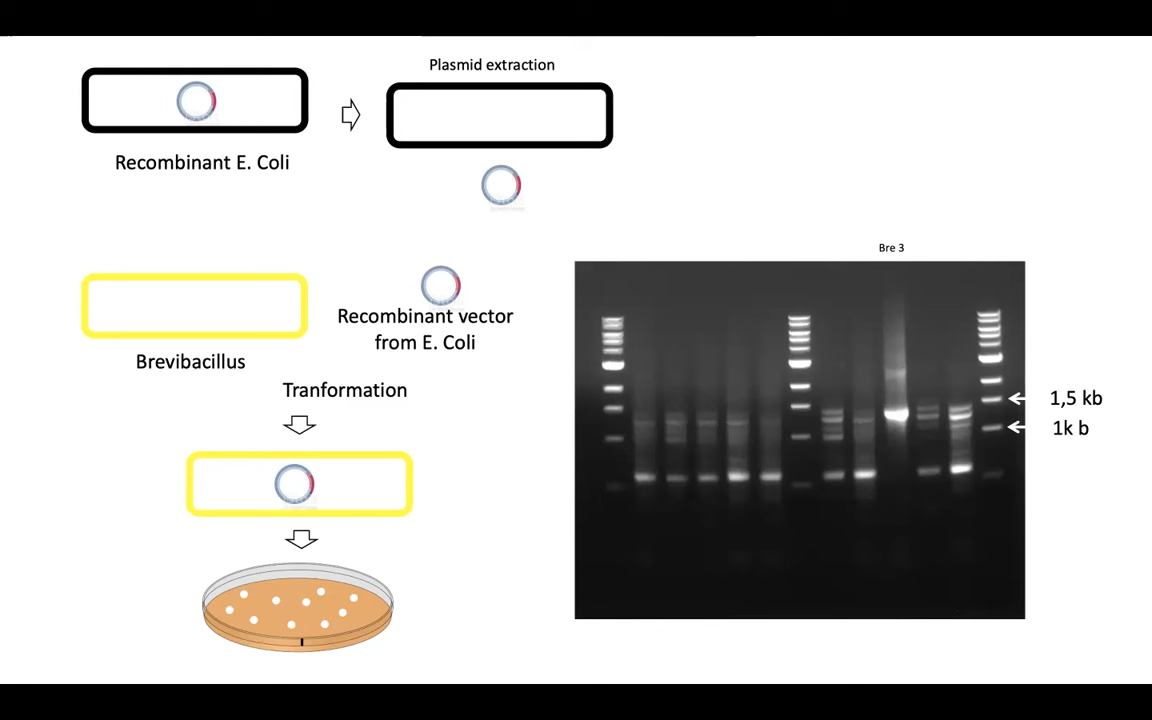 Plasmid extraction
Recombinant E. Coli
Bre 3
Recombinant vector
from E. Coli
Brevibacillus
Tranformation
1,5 kb
1k b